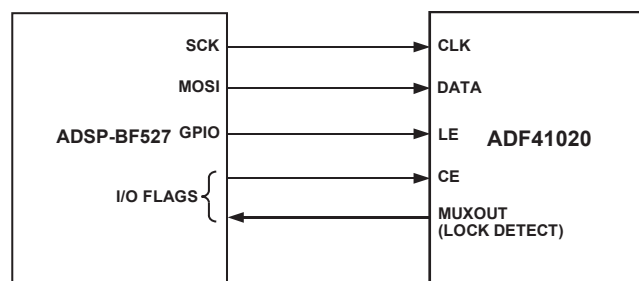 SCK
CLK
MOSI
DATA
ADSP-BF527
GPIO
LE
ADF41020
I/O FLAGS
CE
MUXOUT
(LOCK DETECT)